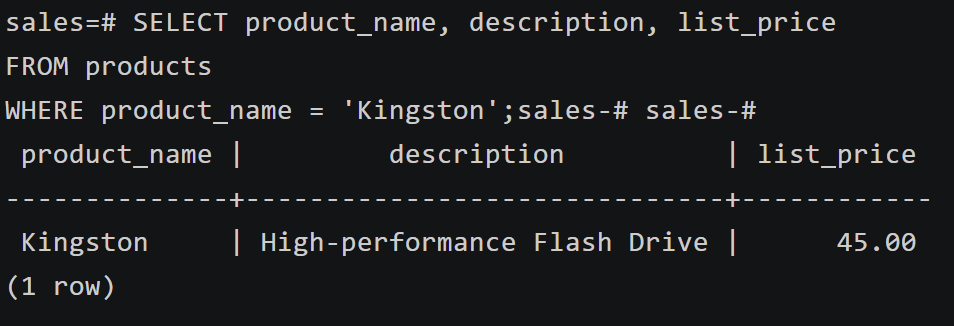 sales=# SELECT product_name, description, list_price
FROM products
WHERE product_name = 'Kingston';sales-# sales-#
 product_name |         description          | list_price
--------------+------------------------------+------------
 Kingston     | High-performance Flash Drive |      45.00
(1 row)